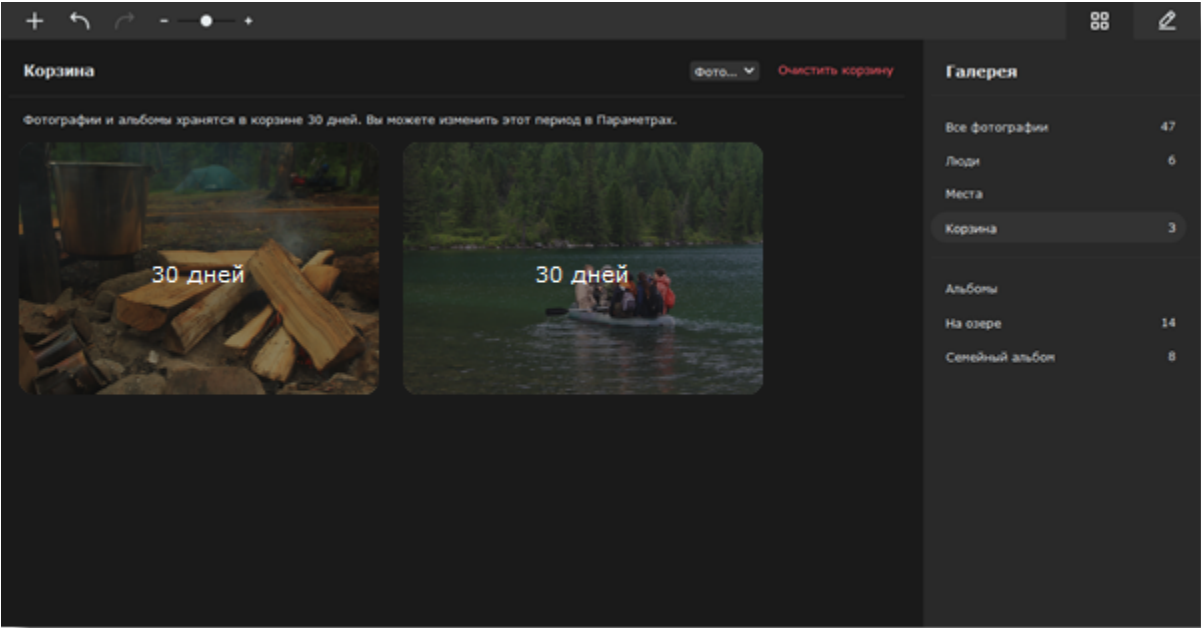 Корзина
Фото...
Очистить корзину
Фотографии и альбомы хранятся в корзине 30 дней. Вы можете изменить этот период в Параметрах.
30 дней
30 дней
Галерея
Все фотографии 47
Люди 6
Места
Корзина 3
Альбомы
На озере 14
Семейный альбом 8